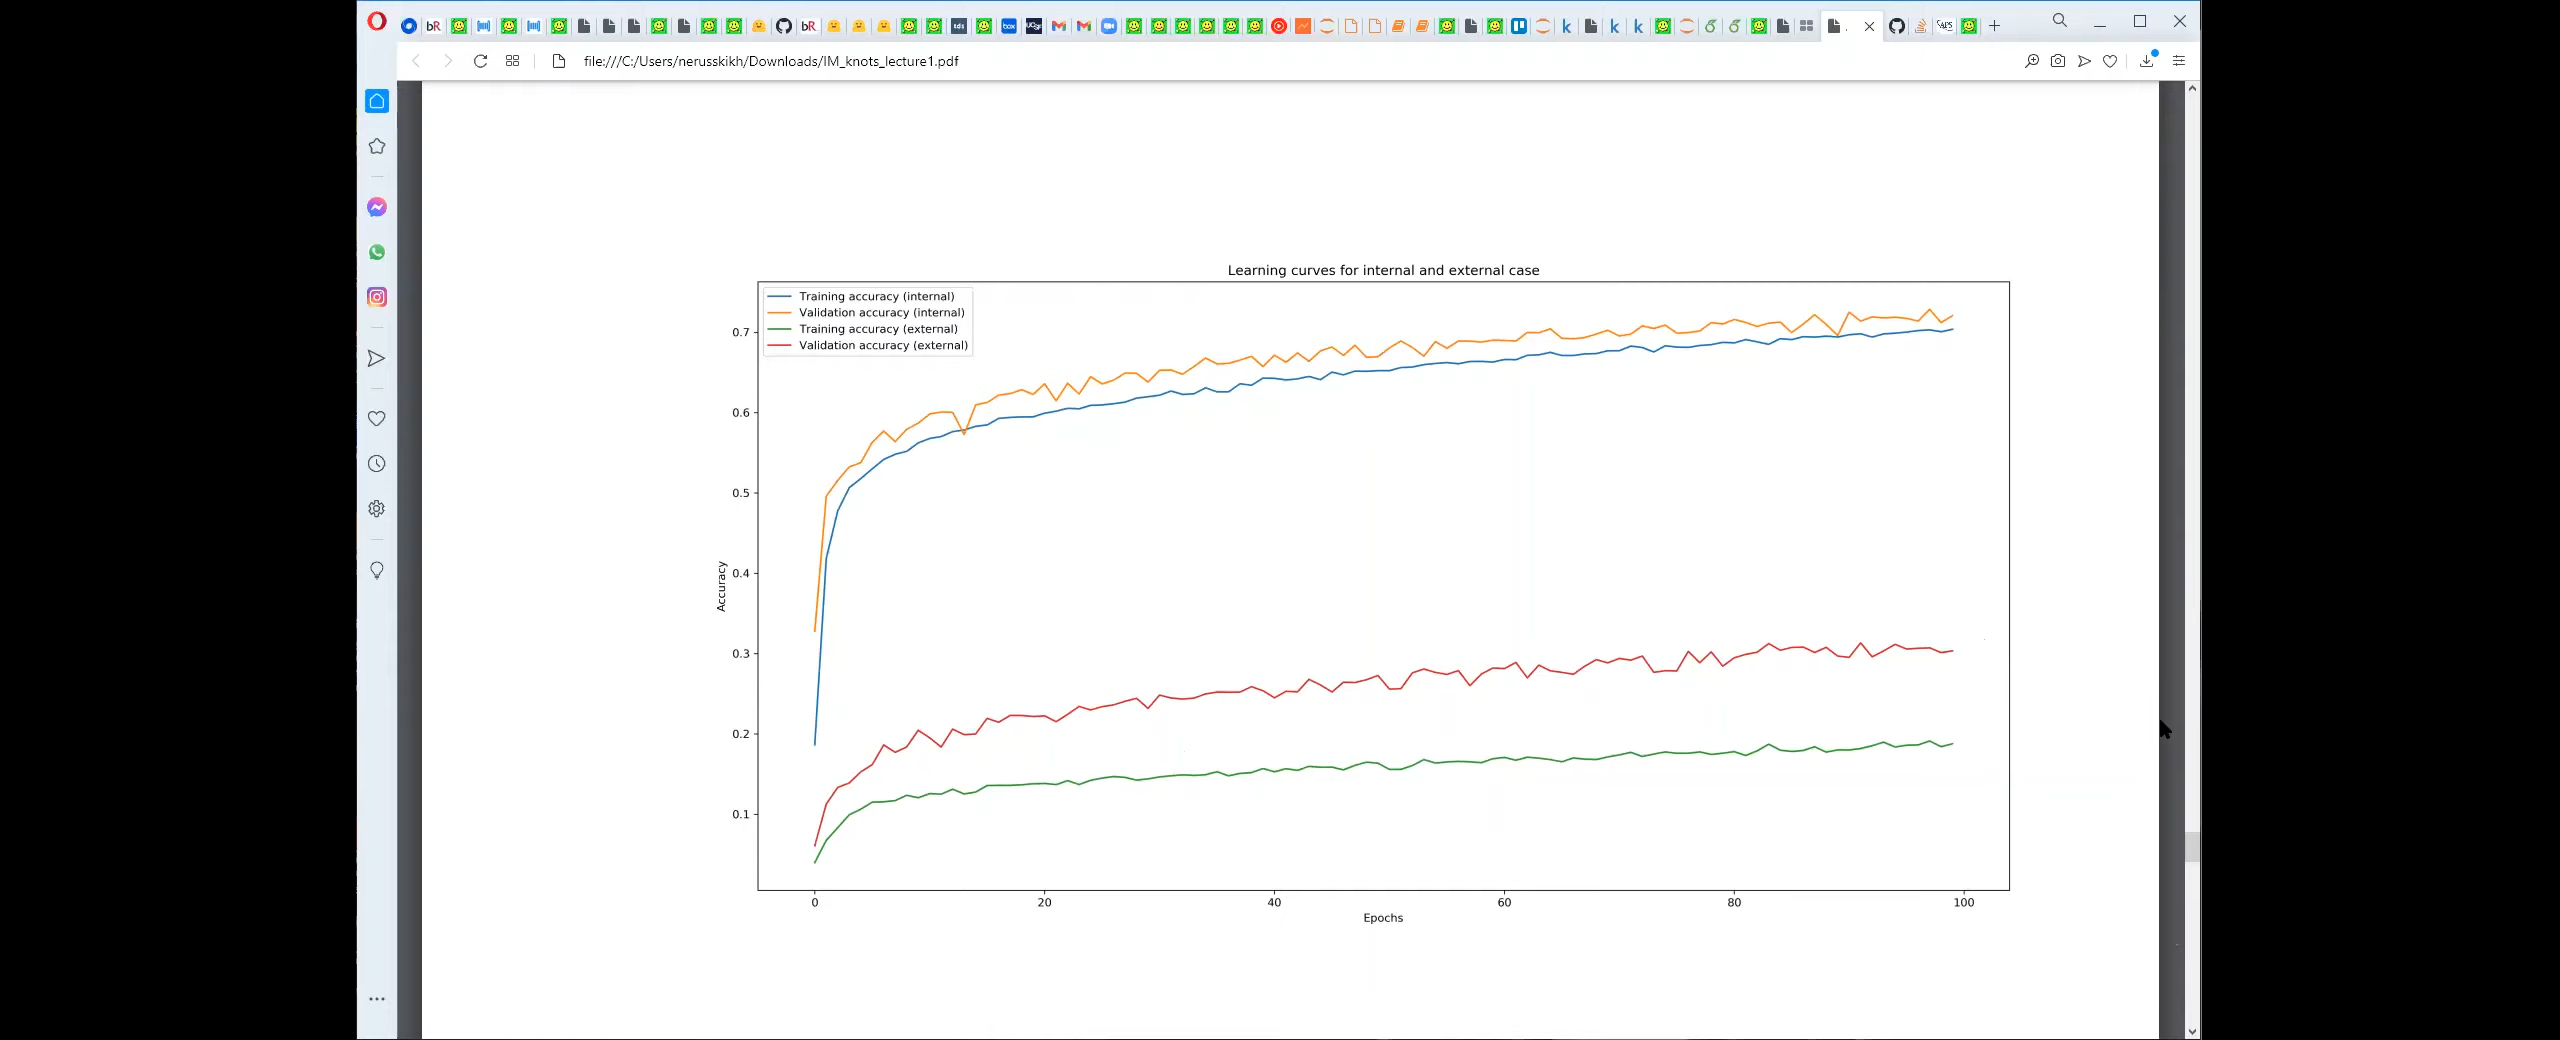 file:///C:/Users/nerusskikh/Downloads/IM_knots_lecture1.pdf
Learning curves for internal and external case
Training accuracy (internal)
Validation accuracy (internal)
Training accuracy (external)
Validation accuracy (external)
0.7
0.6
0.5
0.4
0.3
0.2
0.1
Accuracy
0 20 40 60 80 100
Epochs